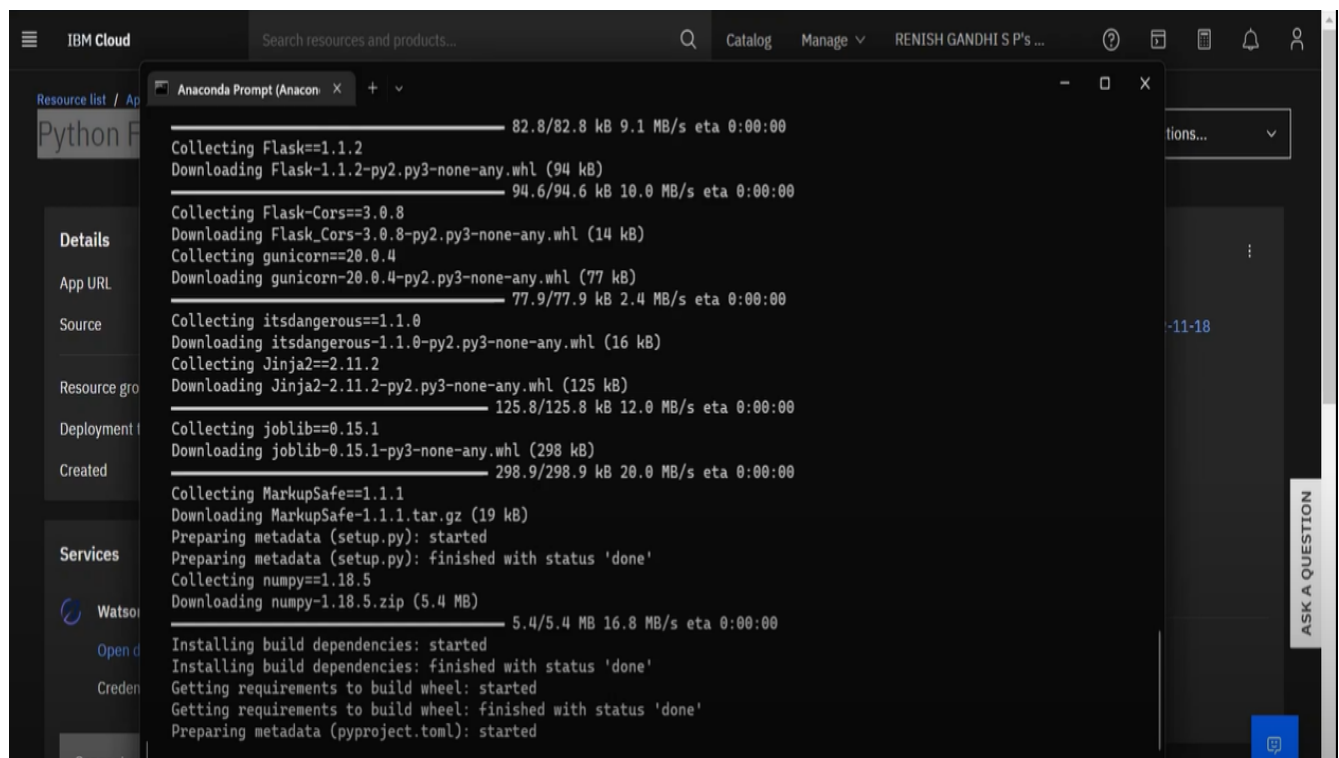 IBM Cloud
Search resources and products...
Catalog
Manage
RENISH GANDHI S P's ...
Resource list / Ap
Python F
tions...
Anaconda Prompt (Anacon
82.8/82.8 kB 9.1 MB/s eta 0:00:00
Collecting Flask==1.1.2
Downloading Flask-1.1.2-py2.py3-none-any.whl (94 kB)
94.6/94.6 kB 10.0 MB/s eta 0:00:00
Collecting Flask-Cors==3.0.8
Downloading Flask_Cors-3.0.8-py2.py3-none-any.whl (14 kB)
Collecting gunicorn==20.0.4
Downloading gunicorn-20.0.4-py2.py3-none-any.whl (77 kB)
77.9/77.9 kB 2.4 MB/s eta 0:00:00
Collecting itsdangerous==1.1.0
Downloading itsdangerous-1.1.0-py2.py3-none-any.whl (16 kB)
Collecting Jinja2==2.11.2
Downloading Jinja2-2.11.2-py2.py3-none-any.whl (125 kB)
125.8/125.8 kB 12.0 MB/s eta 0:00:00
Collecting joblib==0.15.1
Downloading joblib-0.15.1-py3-none-any.whl (298 kB)
298.9/298.9 kB 20.0 MB/s eta 0:00:00
Collecting MarkupSafe==1.1.1
Downloading MarkupSafe-1.1.1.tar.gz (19 kB)
Preparing metadata (setup.py): started
Preparing metadata (setup.py): finished with status 'done'
Collecting numpy==1.18.5
Downloading numpy-1.18.5.zip (5.4 MB)
5.4/5.4 MB 16.8 MB/s eta 0:00:00
Installing build dependencies: started
Installing build dependencies: finished with status 'done'
Getting requirements to build wheel: started
Getting requirements to build wheel: finished with status 'done'
Preparing metadata (pyproject.toml): started
Details
App URL
Source
-11-18
Resource gro
Deployment t
Created
Services
Watson
Open d
Creden
ASK A QUESTION